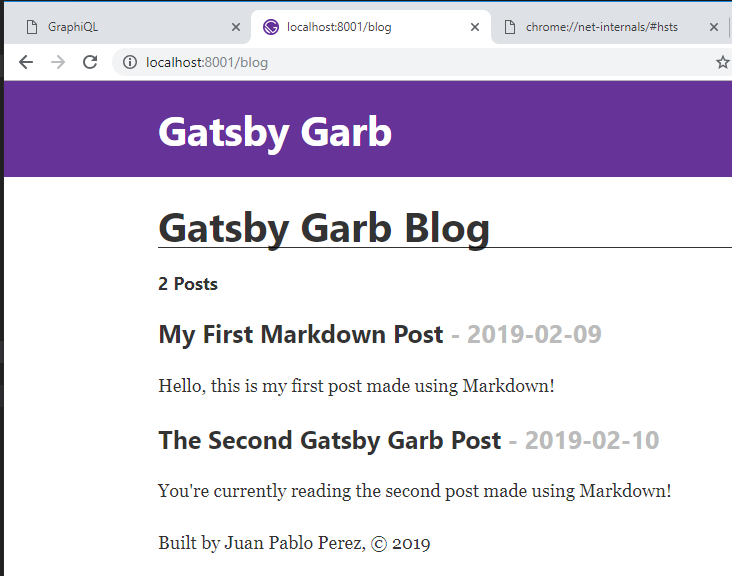 GraphiQL
localhost:8001/blog
chrome://net-internals/#hsts
localhost:8001/blog
Gatsby Garb
Gatsby Garb Blog
2 Posts
My First Markdown Post - 2019-02-09
Hello, this is my first post made using Markdown!
The Second Gatsby Garb Post - 2019-02-10
You're currently reading the second post made using Markdown!
Built by Juan Pablo Perez, © 2019